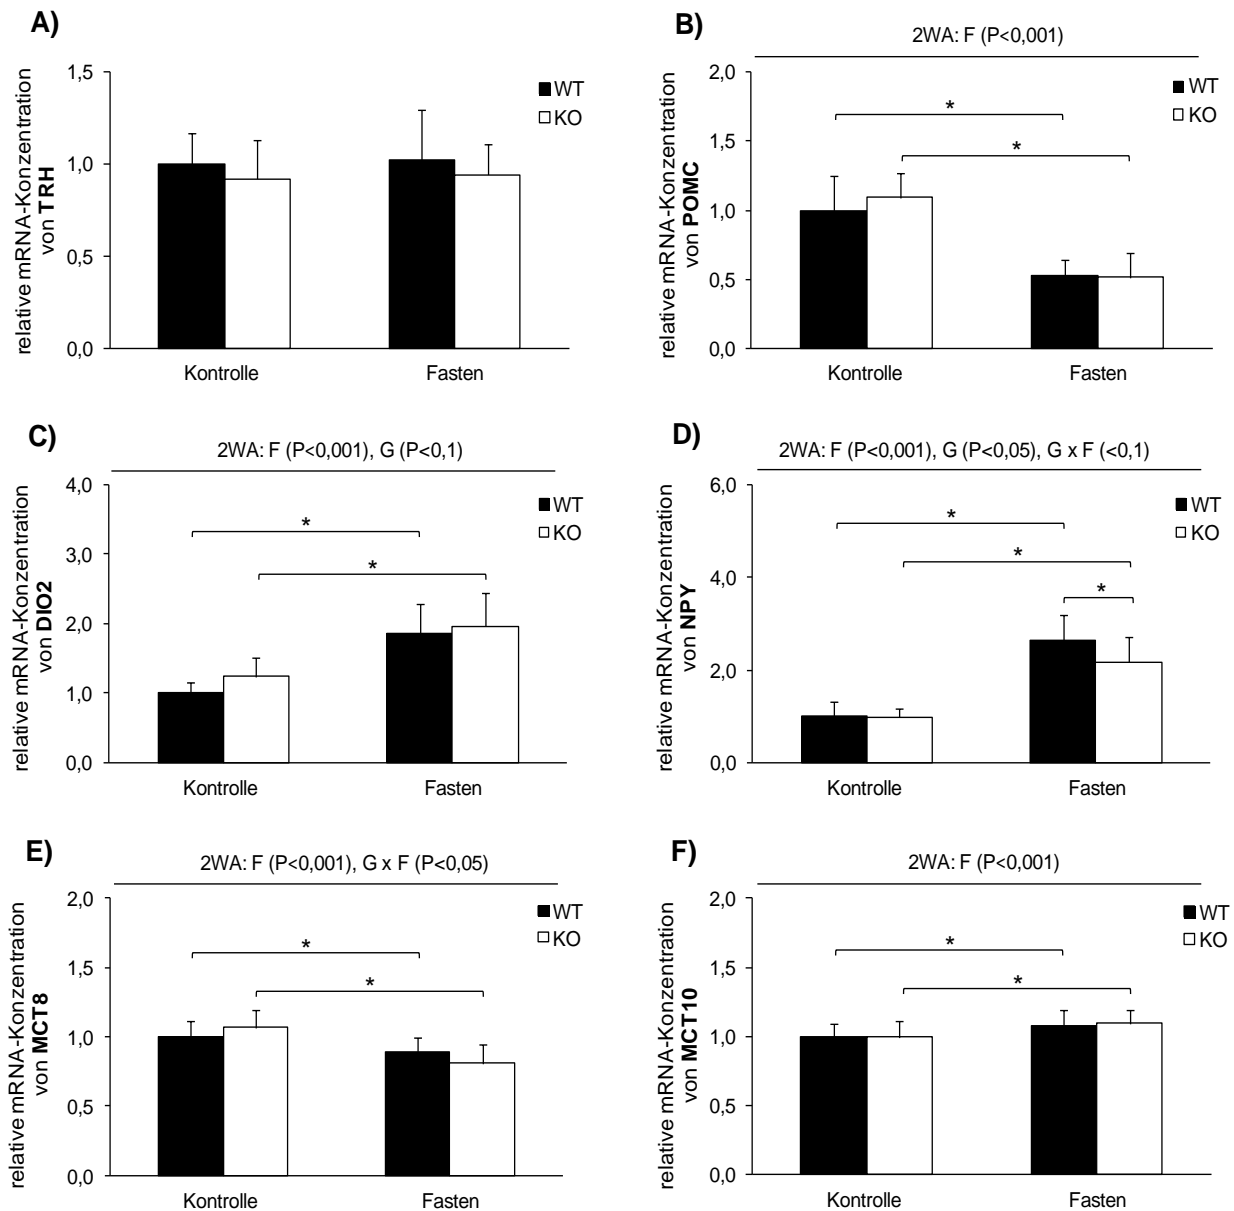 A)
relative mRNA-Konzentration
von TRH
1,5
1,0
0,5
0,0
WT
KO
Kontrolle
Fasten
B)
2WA: F (P<0,001)
relative mRNA-Konzentration
von POMC
2,0
1,5
1,0
0,5
0,0
WT
KO
*
*
Kontrolle
Fasten
C)
2WA: F (P<0,001), G (P<0,1)
relative mRNA-Konzentration
von DIO2
4,0
3,0
2,0
1,0
0,0
WT
KO
*
*
Kontrolle
Fasten
D)
2WA: F (P<0,001), G (P<0,05), G x F (<0,1)
relative mRNA-Konzentration
von NPY
6,0
4,0
2,0
0,0
WT
KO
*
*
*
Kontrolle
Fasten
E)
2WA: F (P<0,001), G x F (P<0,05)
relative mRNA-Konzentration
von MCT8
2,0
1,5
1,0
0,5
0,0
WT
KO
*
*
Kontrolle
Fasten
F)
2WA: F (P<0,001)
relative mRNA-Konzentration
von MCT10
2,0
1,5
1,0
0,5
0,0
WT
KO
*
*
Kontrolle
Fasten